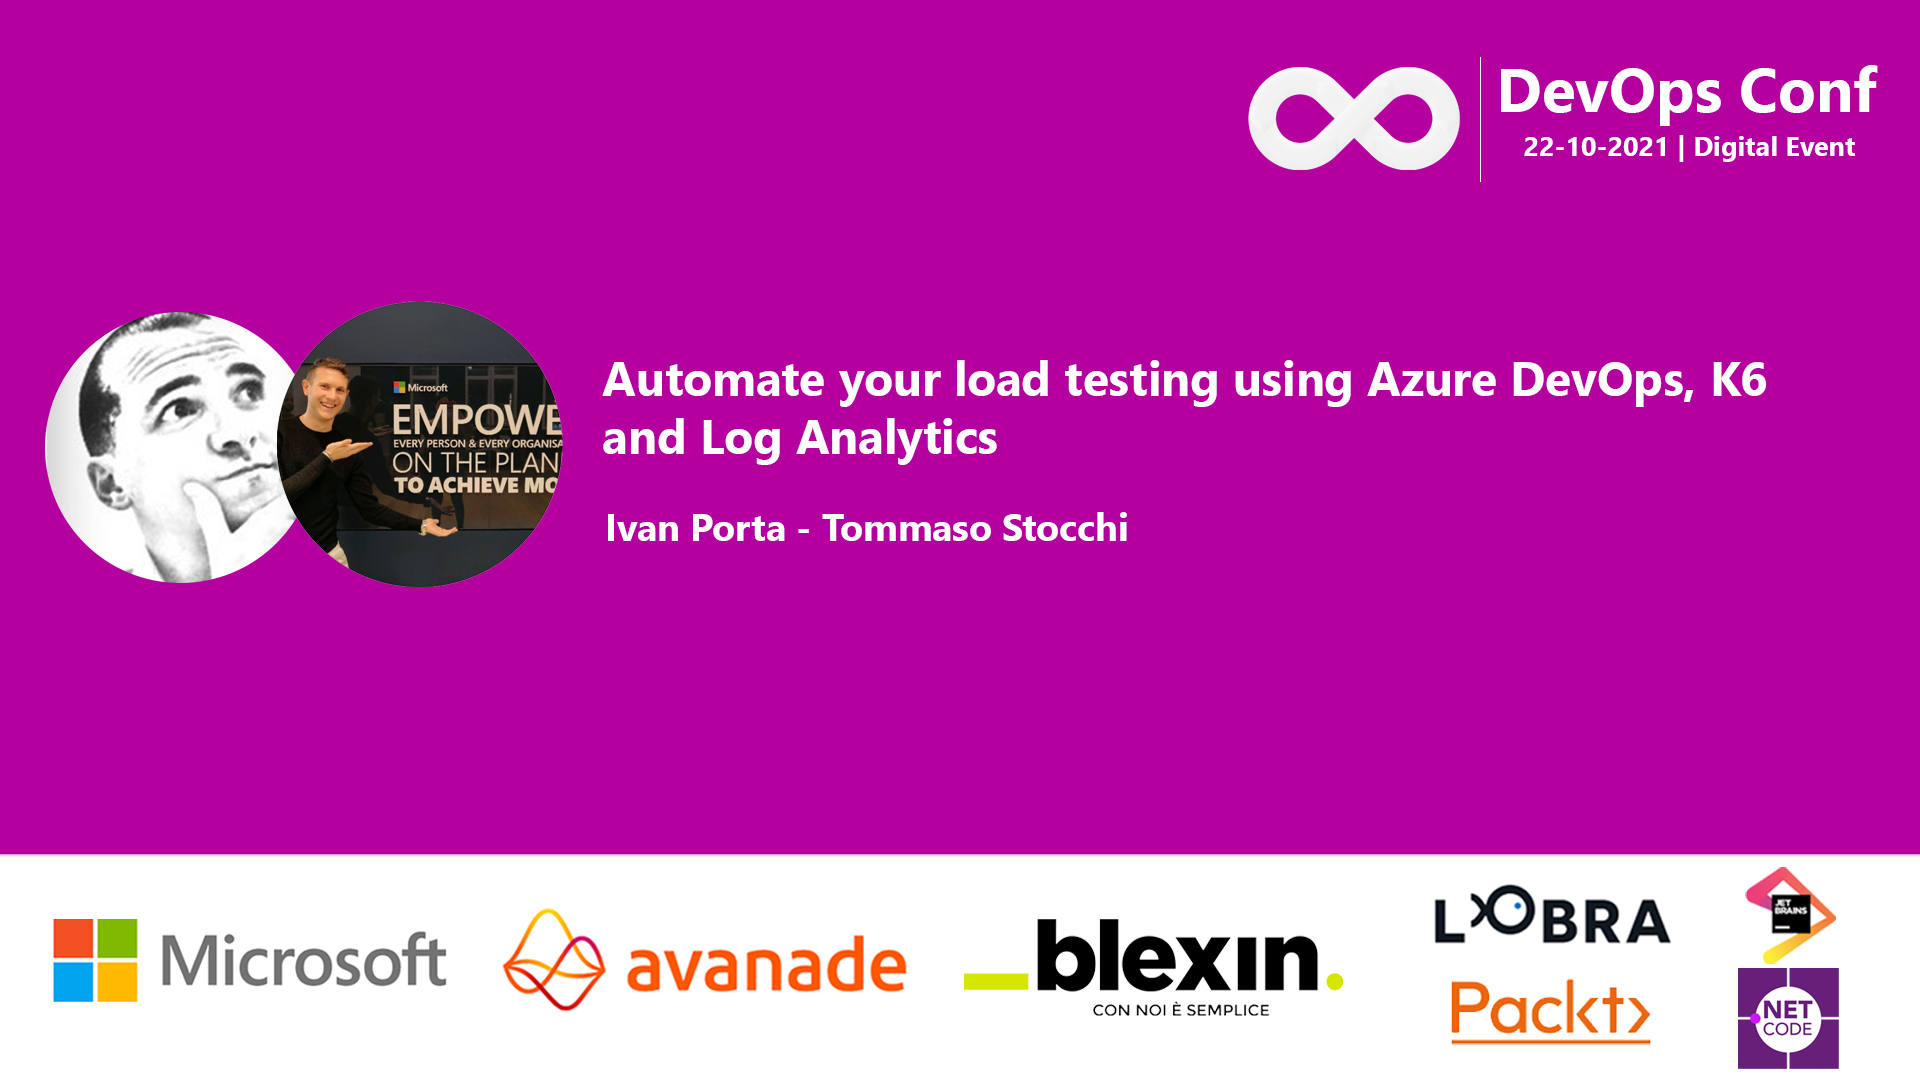 DevOps Conf
22-10-2021 | Digital Event
Microsoft
EMPOWE
EVERY PERSON & EVERY ORGANISA
ON THE PLAN
TO ACHIEVE MO
Automate your load testing using Azure DevOps, K6
and Log Analytics
Ivan Porta - Tommaso Stocchi
Microsoft
avanade
blexin.
CON NOI È SEMPLICE
LOBRA
JET
BRAINS
Packt>
.NET
CODE